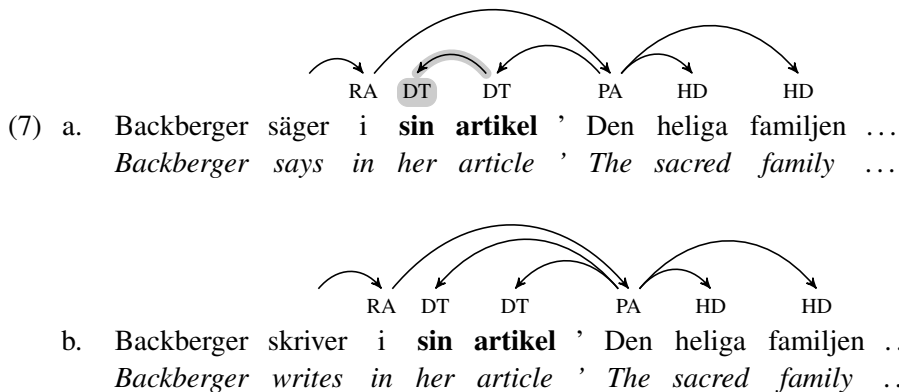 RA DT DT PA HD HD
(7) a. Backberger säger i sin artikel ’ Den heliga familjen ...
Backberger says in her article ’ The sacred family ...
RA DT DT PA HD HD
b. Backberger skriver i sin artikel ’ Den heliga familjen ..
Backberger writes in her article ’ The sacred family ..